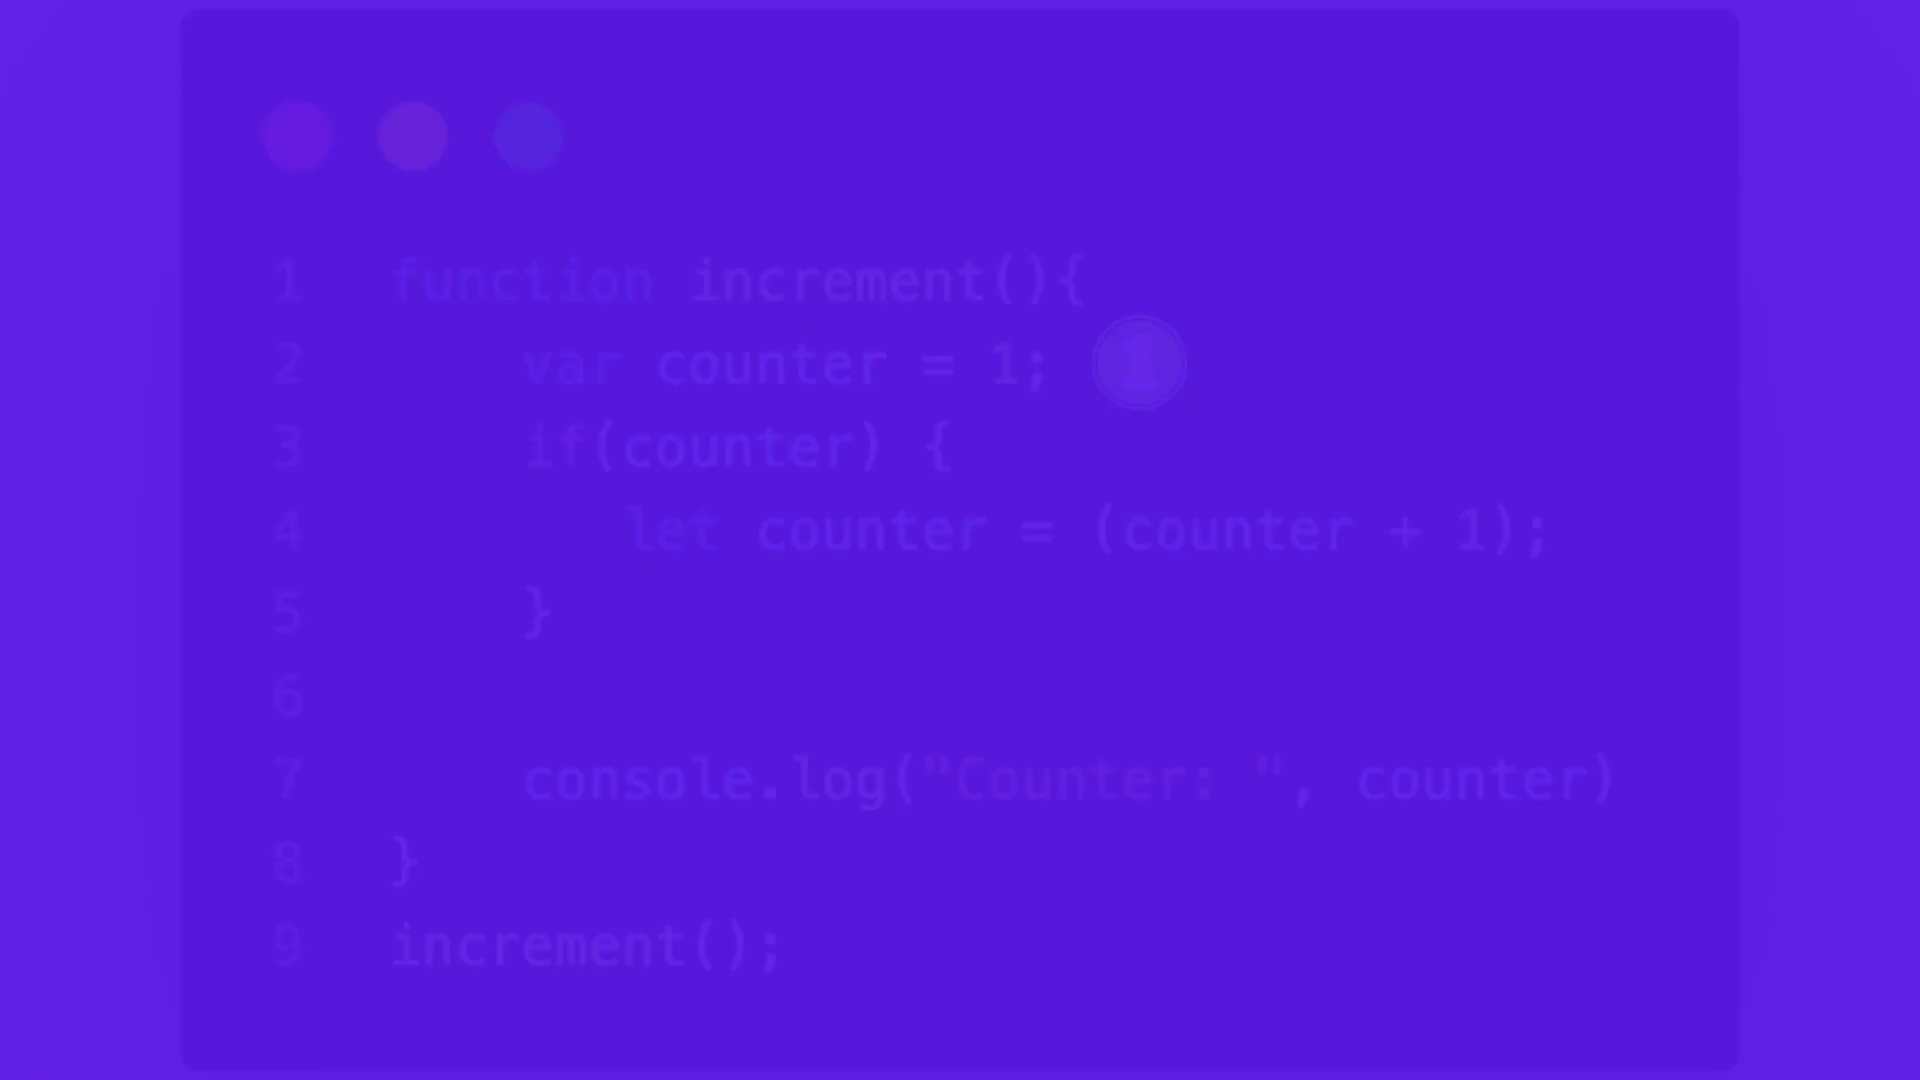 1 function increment(){
2 var counter = 1; 1
3 if(counter) {
4 let counter = (counter + 1);
5 }
6
7 console.log("Counter: ", counter)
8 }
9 increment();